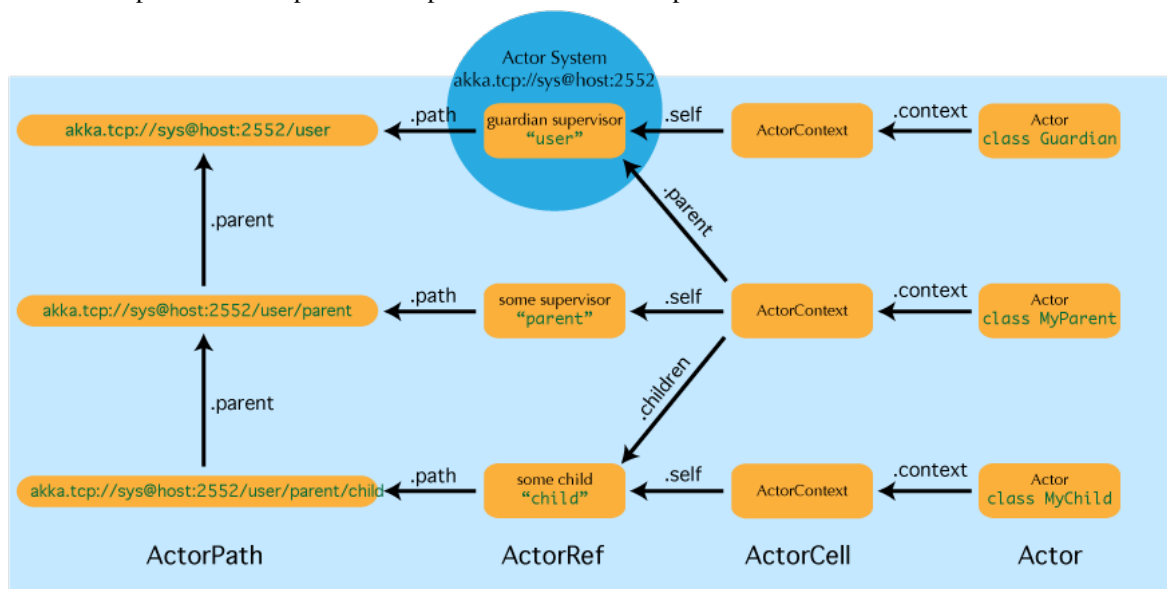 Actor System
akka.tcp://sys@host:2552
akka.tcp://sys@host:2552/user
.path
guardian supervisor
“user”
.self
ActorContext
.context
Actor
class Guardian
.parent
.parent
akka.tcp://sys@host:2552/user/parent
.path
some supervisor
“parent”
.self
ActorContext
.context
Actor
class MyParent
.parent
.children
akka.tcp://sys@host:2552/user/parent/child
.path
some child
“child”
.self
ActorContext
.context
Actor
class MyChild
ActorPath
ActorRef
ActorCell
Actor